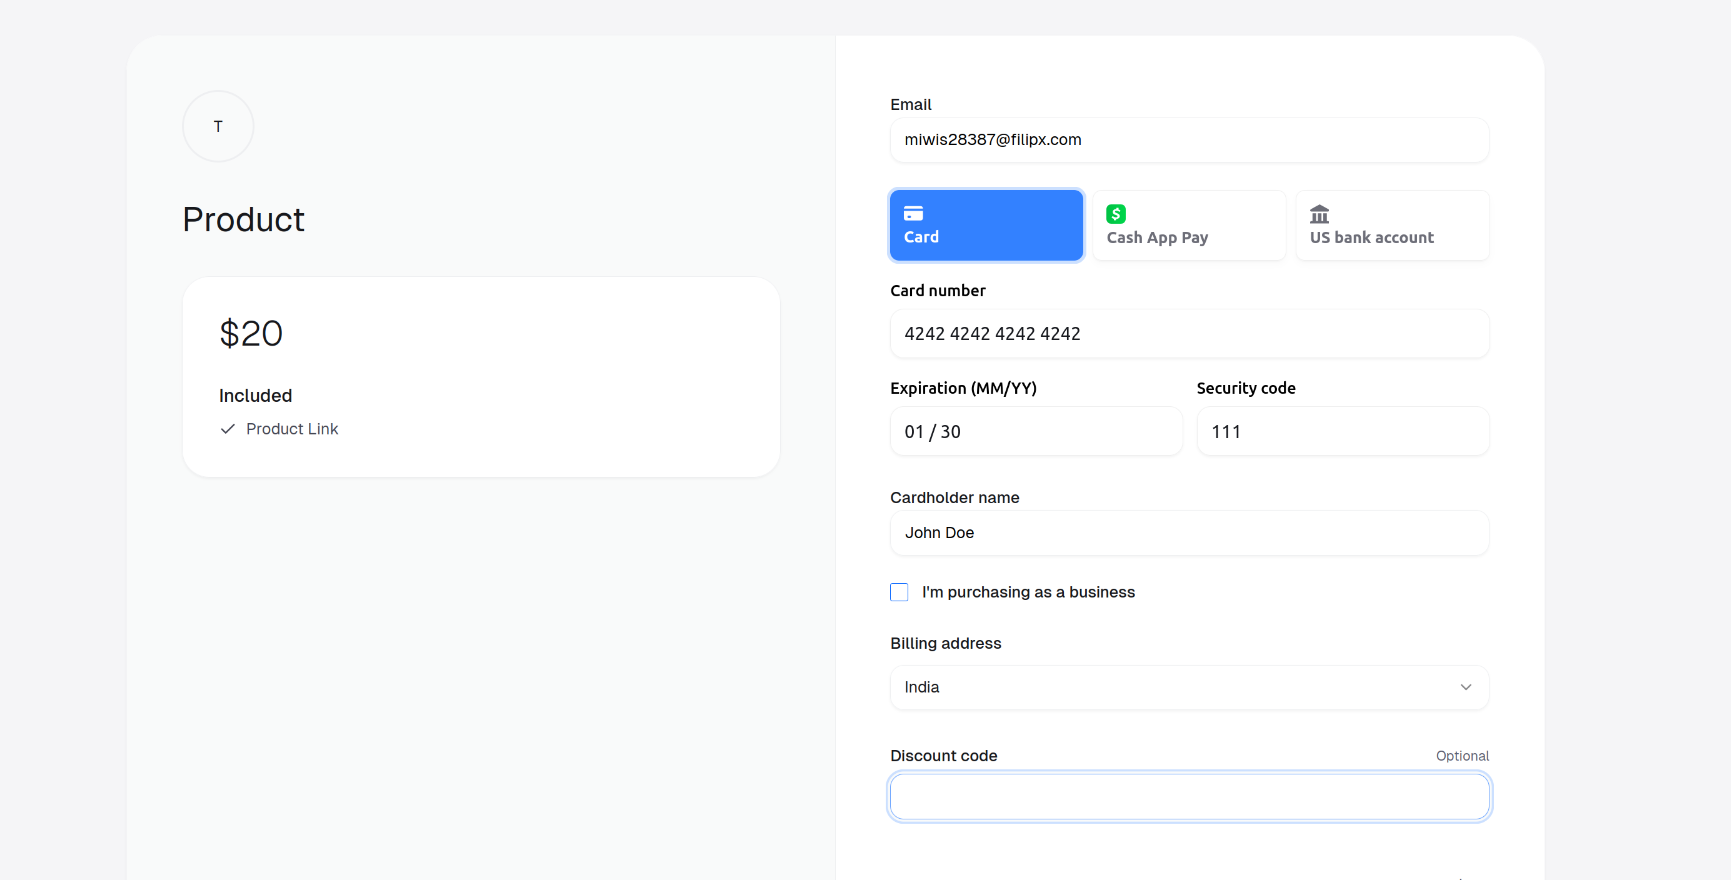 T
Product
$20
Included
Product Link
Email
miwis28387@filipx.com
Card
Cash App Pay
US bank account
Card number
4242 4242 4242 4242
Expiration (MM/YY)
Security code
01 / 30
111
Cardholder name
John Doe
I'm purchasing as a business
Billing address
India
Discount code
Optional